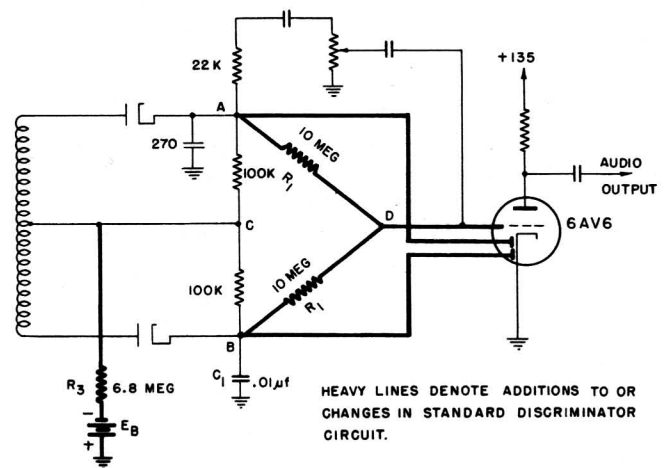 22K
+135
A
270
10 MEG
R1
100K
AUDIO
OUTPUT
C
D
6AV6
100K
10 MEG
R1
B
R3 6.8 MEG
C1 .01µf
-
EB
+
HEAVY LINES DENOTE ADDITIONS TO OR
CHANGES IN STANDARD DISCRIMINATOR
CIRCUIT.